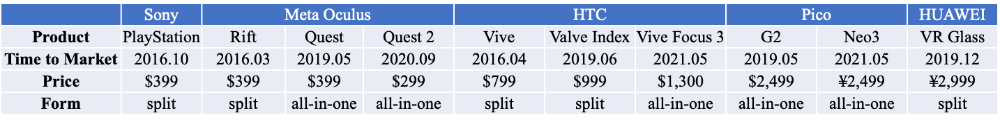 Sony Meta Oculus HTC Pico HUAWEI
Product PlayStation Rift Quest Quest 2 Vive Valve Index Vive Focus 3 G2 Neo3 VR Glass
Time to Market 2016.10 2016.03 2019.05 2020.09 2016.04 2019.06 2021.05 2019.05 2021.05 2019.12
Price $399 $399 $399 $299 $799 $999 $1,300 $2,499 ¥2,499 ¥2,999
Form split split all-in-one all-in-one split split all-in-one all-in-one all-in-one split